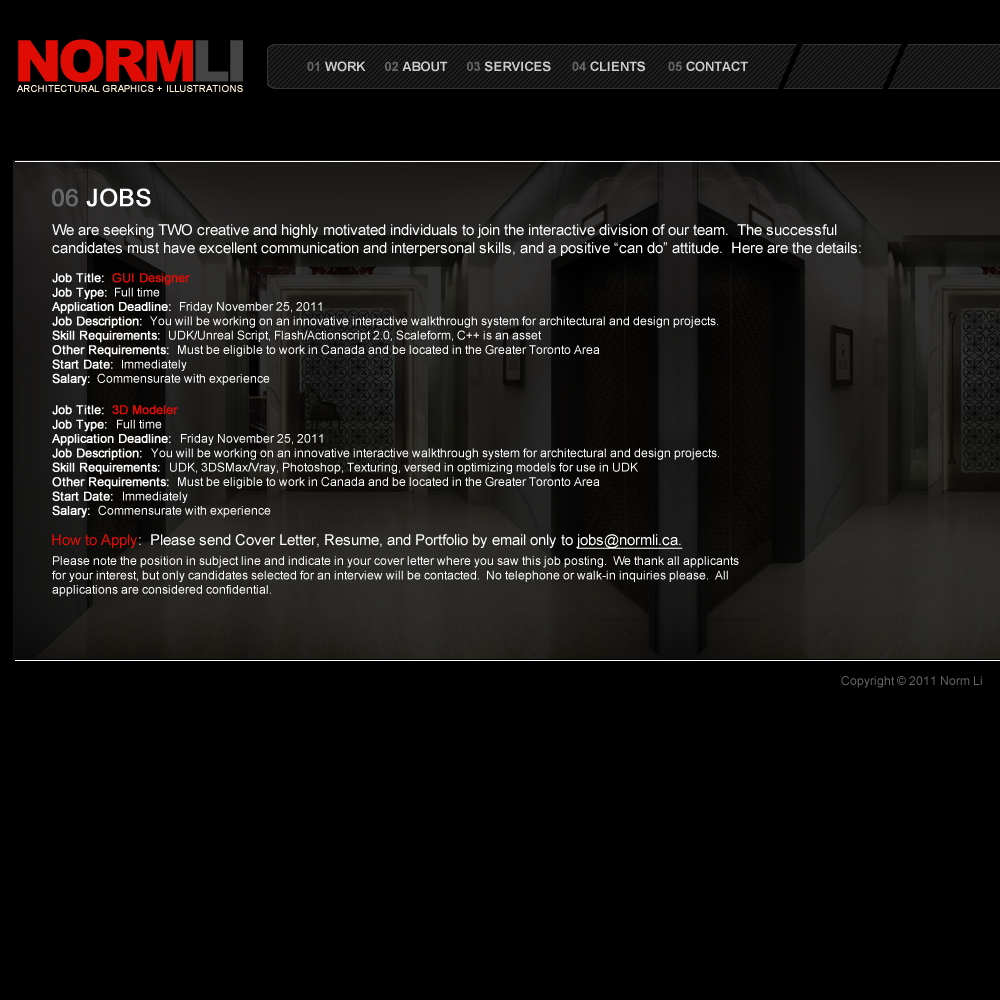 NORMLI
ARCHITECTURAL GRAPHICS + ILLUSTRATIONS
01 WORK 02 ABOUT 03 SERVICES 04 CLIENTS 05 CONTACT
06 JOBS
We are seeking TWO creative and highly motivated individuals to join the interactive division of our team. The successful
candidates must have excellent communication and interpersonal skills, and a positive “can do” attitude. Here are the details:
Job Title: GUI Designer
Job Type: Full time
Application Deadline: Friday November 25, 2011
Job Description: You will be working on an innovative interactive walkthrough system for architectural and design projects.
Skill Requirements: UDK/Unreal Script, Flash/Actionscript 2.0, Scaleform, C++ is an asset
Other Requirements: Must be eligible to work in Canada and be located in the Greater Toronto Area
Start Date: Immediately
Salary: Commensurate with experience
Job Title: 3D Modeler
Job Type: Full time
Application Deadline: Friday November 25, 2011
Job Description: You will be working on an innovative interactive walkthrough system for architectural and design projects.
Skill Requirements: UDK, 3DSMax/Vray, Photoshop, Texturing, versed in optimizing models for use in UDK
Other Requirements: Must be eligible to work in Canada and be located in the Greater Toronto Area
Start Date: Immediately
Salary: Commensurate with experience
How to Apply: Please send Cover Letter, Resume, and Portfolio by email only to jobs@normli.ca.
Please note the position in subject line and indicate in your cover letter where you saw this job posting. We thank all applicants
for your interest, but only candidates selected for an interview will be contacted. No telephone or walk-in inquiries please. All
applications are considered confidential.
Copyright © 2011 Norm Li